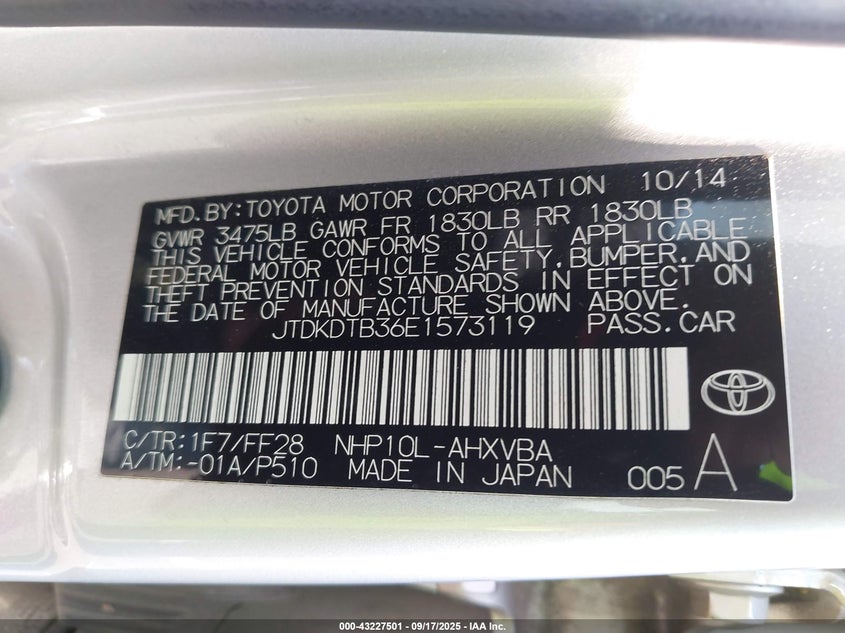 MFD. BY: TOYOTA MOTOR CORPORATION 10/14
GVWR 3475LB GAWR FR 1830LB RR 1830LB
THIS VEHICLE CONFORMS TO ALL APPLICABLE
FEDERAL MOTOR VEHICLE SAFETY, BUMPER, AND
THEFT PREVENTION STANDARDS IN EFFECT ON
THE DATE OF MANUFACTURE SHOWN ABOVE.
JTDKDTB36E1573119 PASS. CAR
C/TR: 1F7/FF28 NHP10L-AHXVBA
A/TM: -01A/P510 MADE IN JAPAN 005 A
000-43227501 - 09/17/2025 - IAA Inc.